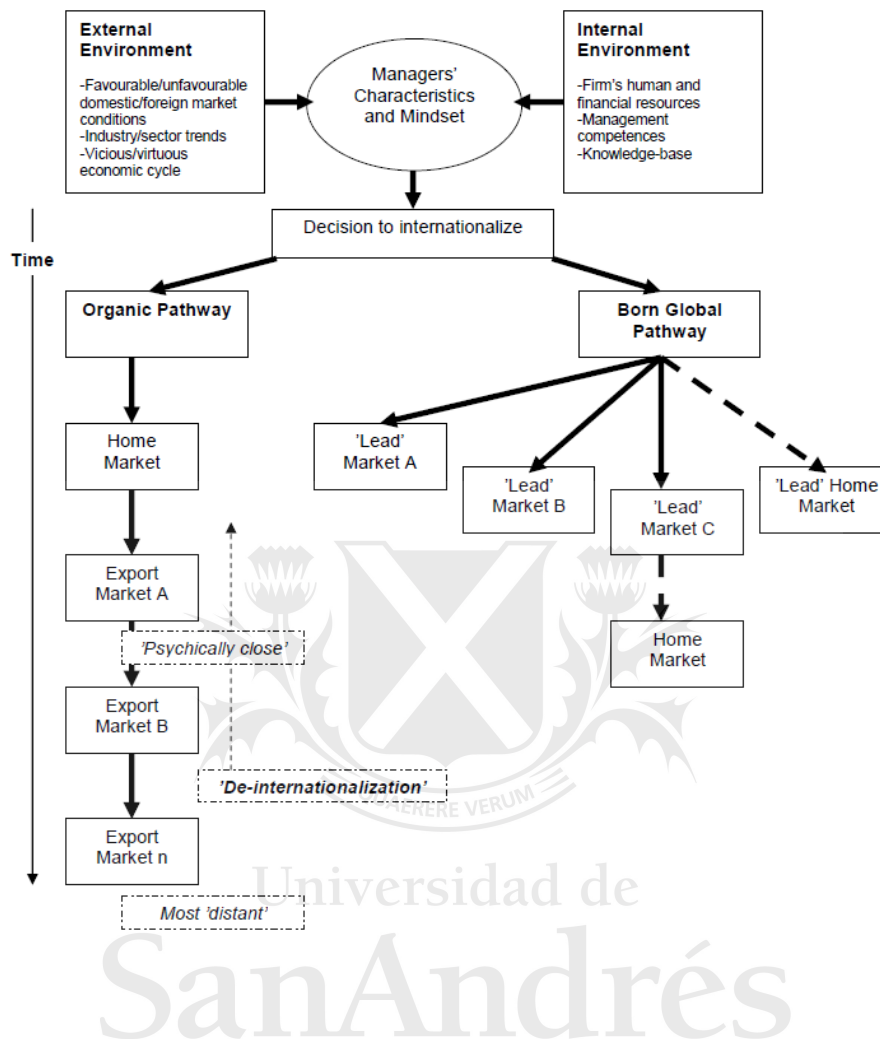 External
Environment
-Favourable/unfavourable
domestic/foreign market
conditions
-Industry/sector trends
-Vicious/virtuous
economic cycle
Managers'
Characteristics
and Mindset
Internal
Environment
-Firm's human and
financial resources
-Management
competences
-Knowledge-base
Decision to internationalize
Time
Organic Pathway
Born Global
Pathway
Home
Market
'Lead'
Market A
'Lead'
Market B
'Lead'
Market C
'Lead' Home
Market
Export
Market A
'Psychically close'
Home
Market
Export
Market B
'De-internationalization'
QUAERERE VERUM
Export
Market n
Most 'distant'
Universidad de
SanAndrés